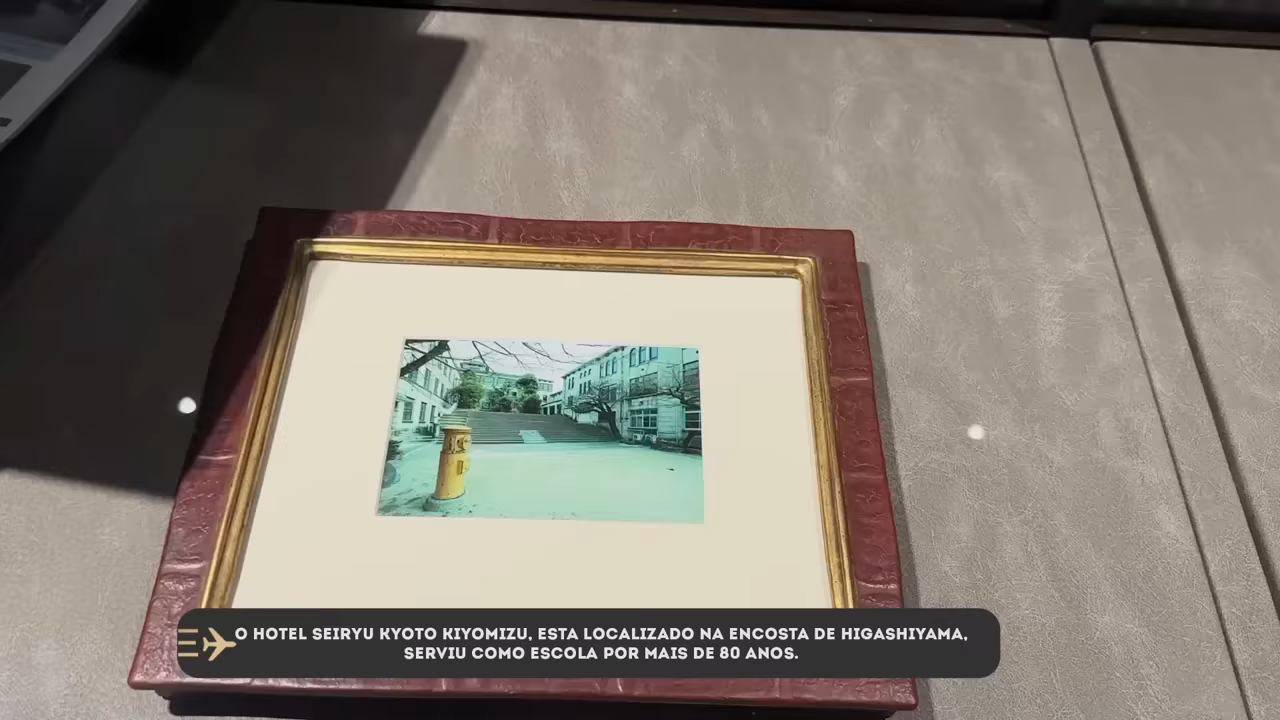 O HOTEL SEIRYU KYOTO KIYOMIZU, ESTA LOCALIZADO NA ENCOSTA DE HIGASHIYAMA,
SERVIU COMO ESCOLA POR MAIS DE 80 ANOS.